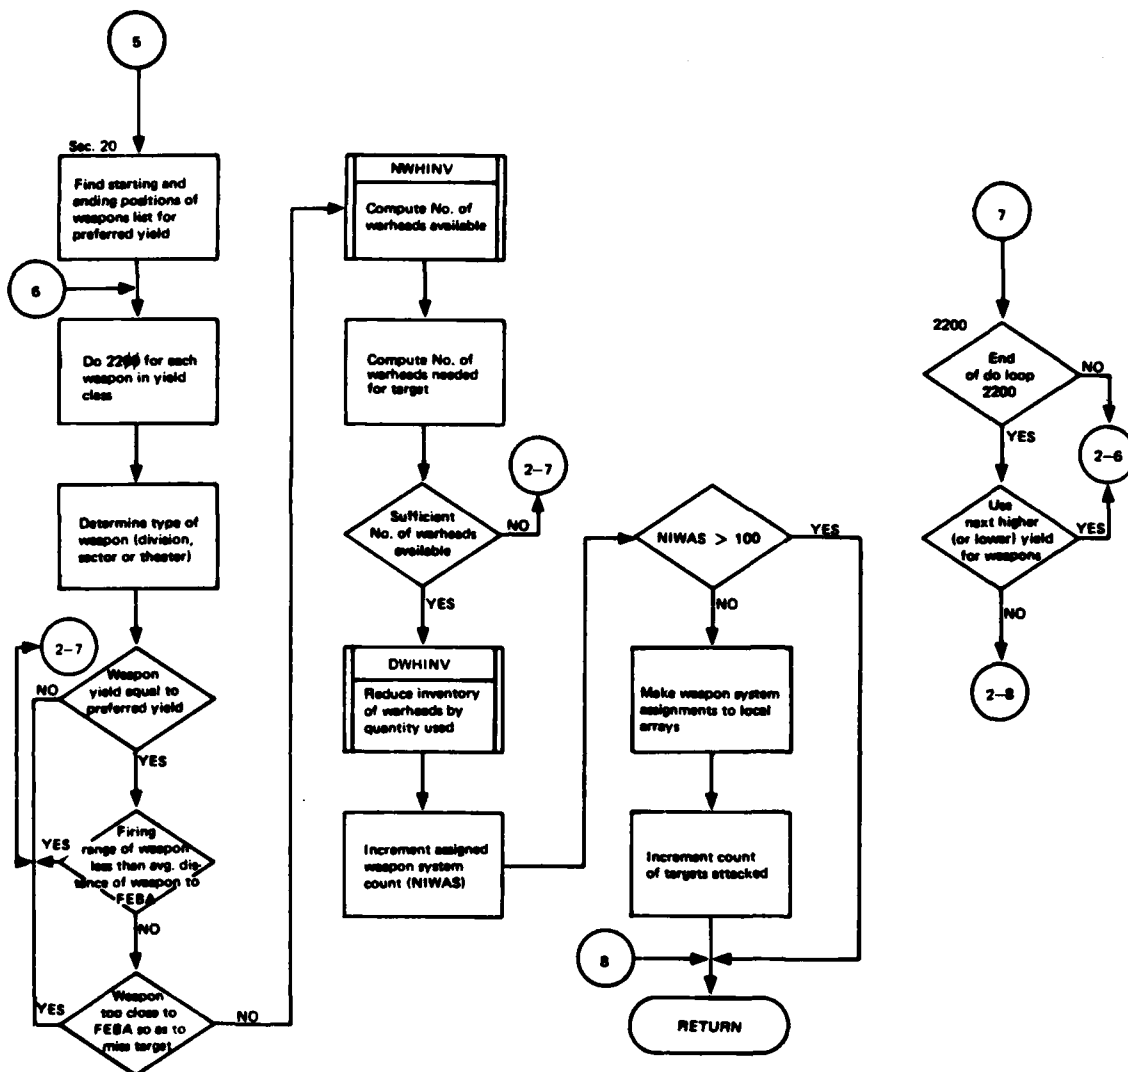 5
Sec. 20
Find starting and
ending positions of
weapons list for
preferred yield
6
Do 2200 for each
weapon in yield
class
Determine type of
weapon (division,
sector or theater)
2-7
NO
Weapon
yield equal to
preferred yield
YES
YES
Firing
range of weapon
less than avg. dis-
tance of weapon to
FEBA
NO
YES
Weapon
too close to
FEBA so as to
miss target
NO
NWHINV
Compute No. of
warheads available
Compute No. of
warheads needed
for target
2-7
Sufficient
No. of warheads
available
NO
YES
DWHINV
Reduce inventory
of warheads by
quantity used
Increment assigned
weapon system
count (NIWAS)
NIWAS > 100
YES
NO
Make weapon system
assignments to local
arrays
Increment count
of targets attacked
8
RETURN
7
2200
End
of do loop
2200
NO
YES
2-6
Use
next higher
(or lower) yield
for weapons
YES
NO
2-8